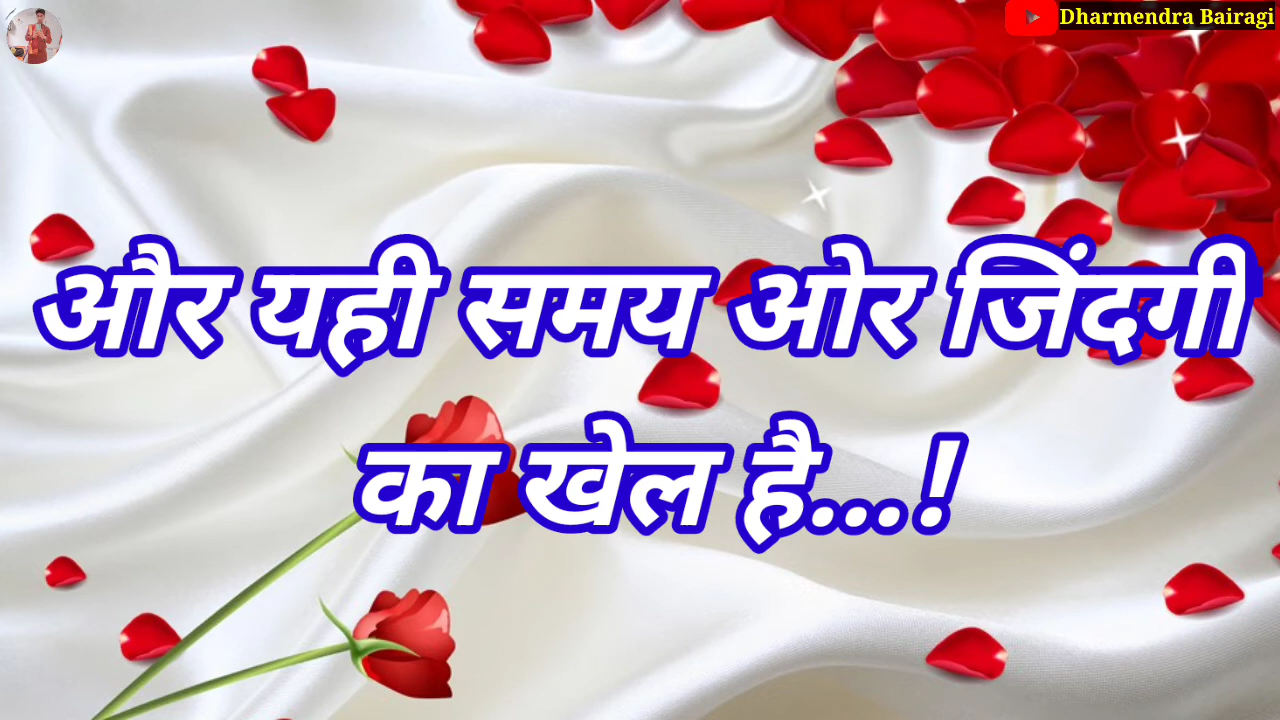 Dharmendra Bairagi
और यही समय ओर जिंदगी
का खेल है...!